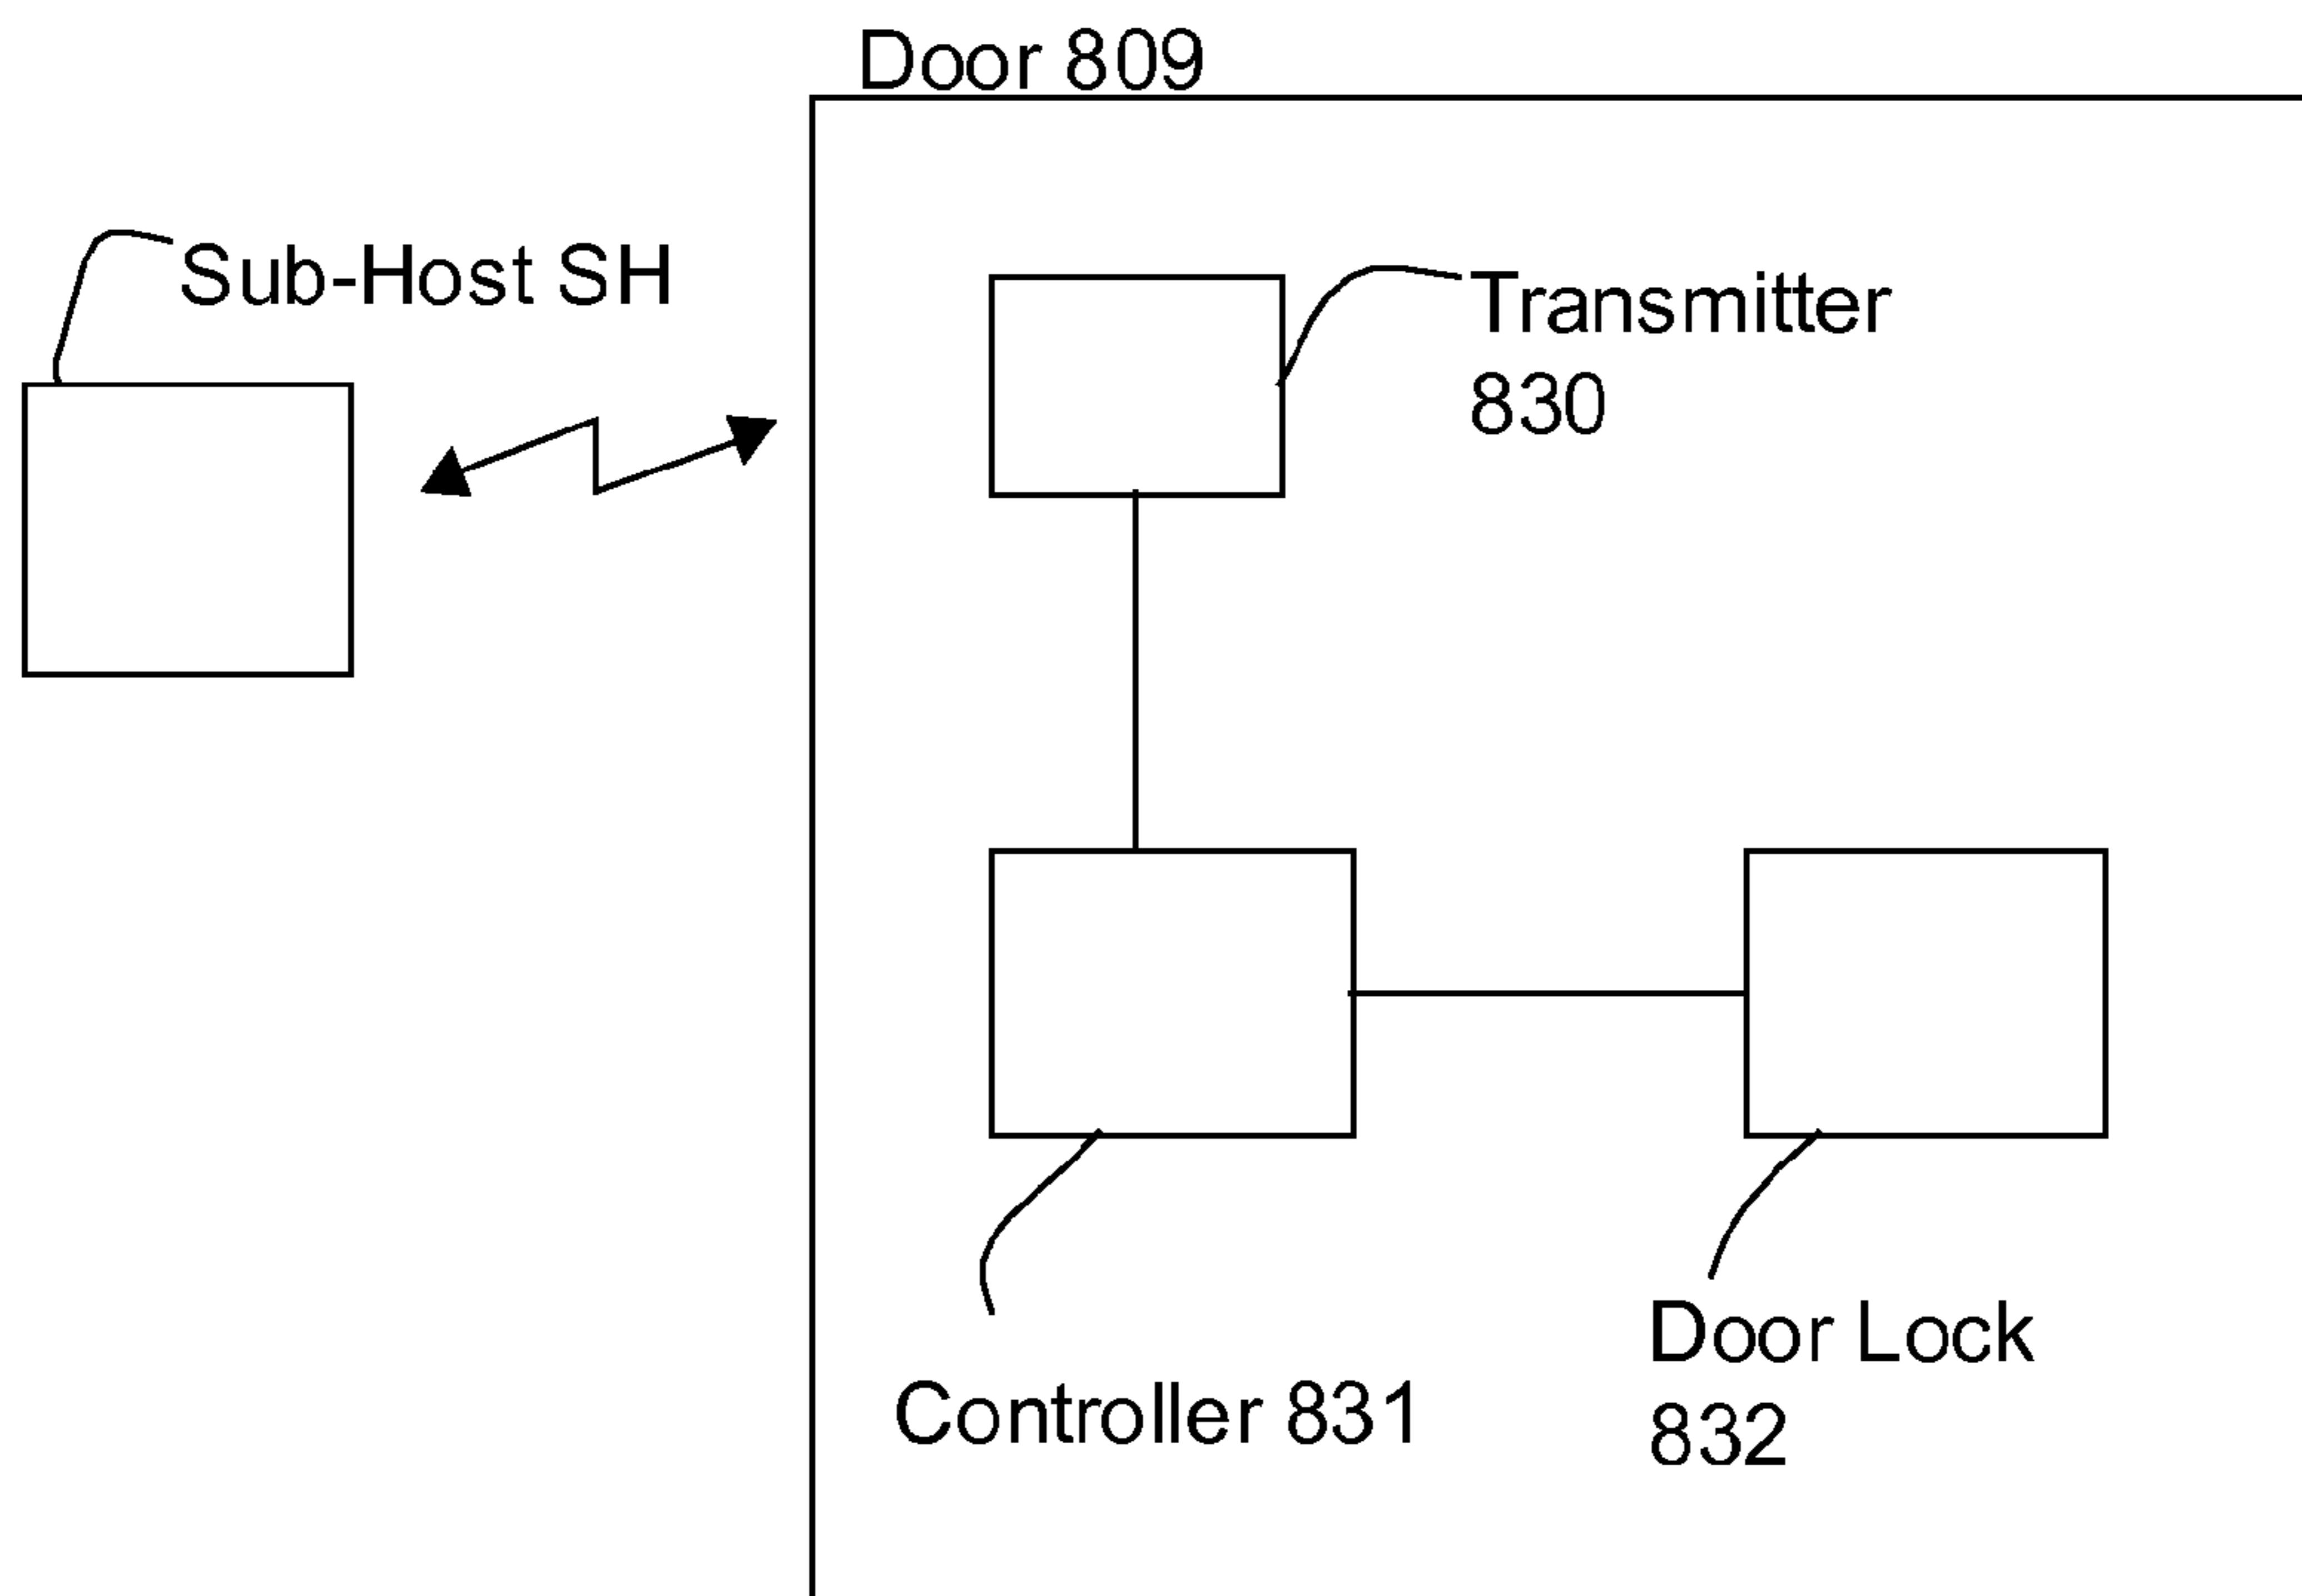 Door 809
Sub-Host SH
Transmitter
830
Controller 831
Door Lock
832